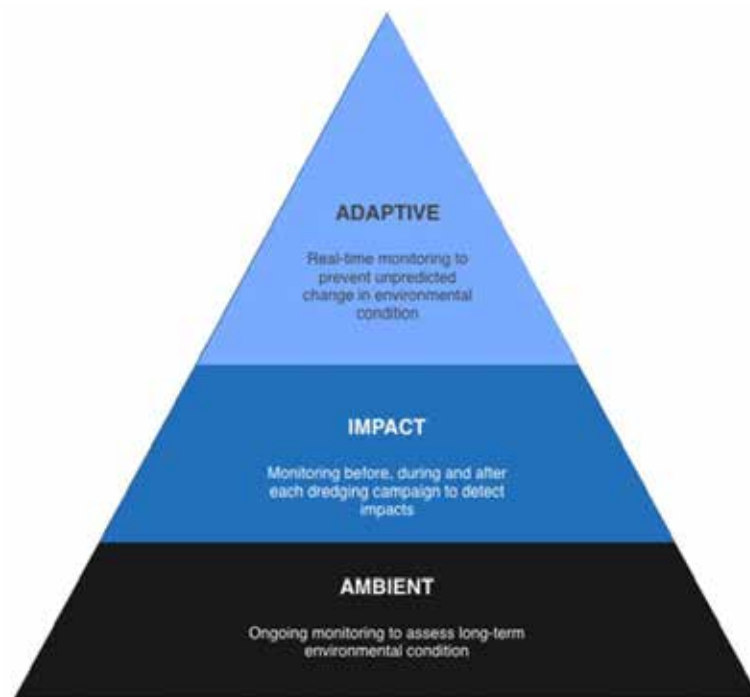 ADAPTIVE
Real-time monitoring to
prevent unpredicted
change in environmental
condition
IMPACT
Monitoring before, during and after
each dredging campaign to detect
impacts
AMBIENT
Ongoing monitoring to assess long-term
environmental condition